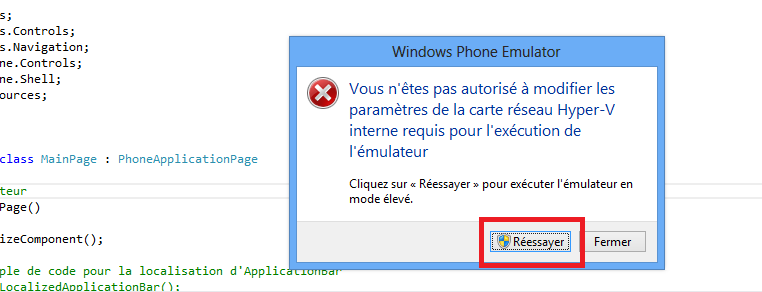 s;
s.Controls;
s.Navigation;
ne.Controls;
ne.Shell;
ources;
class MainPage : PhoneApplicationPage
teur
Page()
izeComponent();
ple de code pour la localisation d'ApplicationBar
LocalizedApplicationBar();
Windows Phone Emulator
Vous n'êtes pas autorisé à modifier les
paramètres de la carte réseau Hyper-V
interne requis pour l'exécution de
l'émulateur
Cliquez sur « Réessayer » pour exécuter l'émulateur en
mode élevé.
Réessayer
Fermer